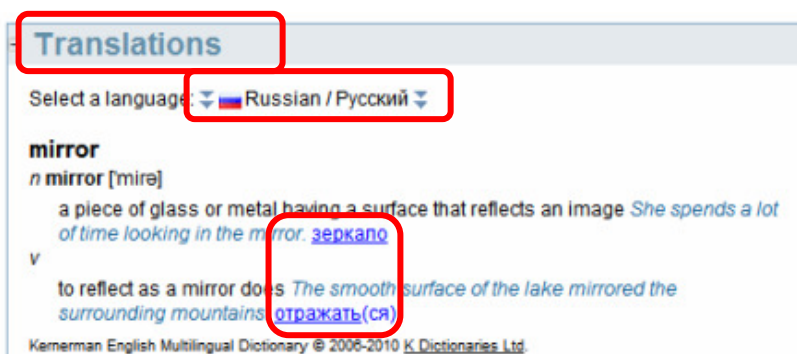 Translations
Select a language: Russian / Русский
mirror
n mirror ['mirə]
a piece of glass or metal having a surface that reflects an image She spends a lot
of time looking in the mirror. зеркало
v
to reflect as a mirror does The smooth surface of the lake mirrored the
surrounding mountains. отражать(ся)
Kernerman English Multilingual Dictionary © 2006-2010 K Dictionaries Ltd.